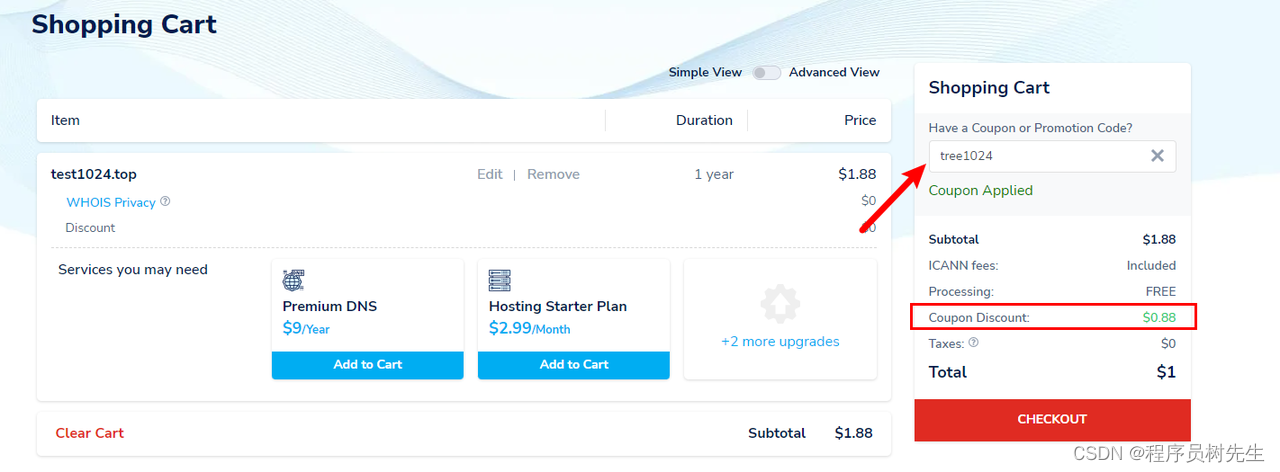 Shopping Cart
Simple View Advanced View
Item Duration Price
test1024.top Edit | Remove 1 year $1.88
WHOIS Privacy $0
Discount $0
Services you may need
Premium DNS
$9/Year
Add to Cart
Hosting Starter Plan
$2.99/Month
Add to Cart
+2 more upgrades
Clear Cart Subtotal $1.88
Shopping Cart
Have a Coupon or Promotion Code?
tree1024
Coupon Applied
Subtotal $1.88
ICANN fees: Included
Processing: FREE
Coupon Discount: $0.88
Taxes: $0
Total $1
CHECKOUT
CSDN @程序员树先生